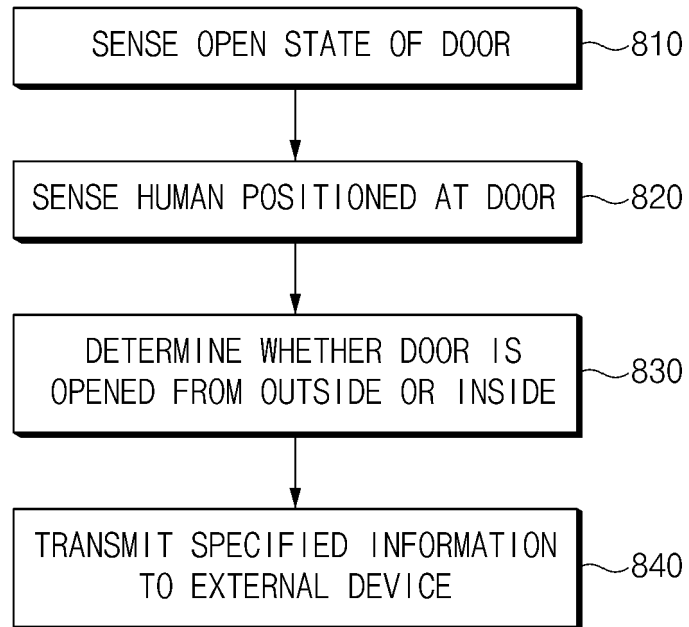 SENSE OPEN STATE OF DOOR
810
SENSE HUMAN POSITIONED AT DOOR
820
DETERMINE WHETHER DOOR IS
OPENED FROM OUTSIDE OR INSIDE
830
TRANSMIT SPECIFIED INFORMATION
TO EXTERNAL DEVICE
840